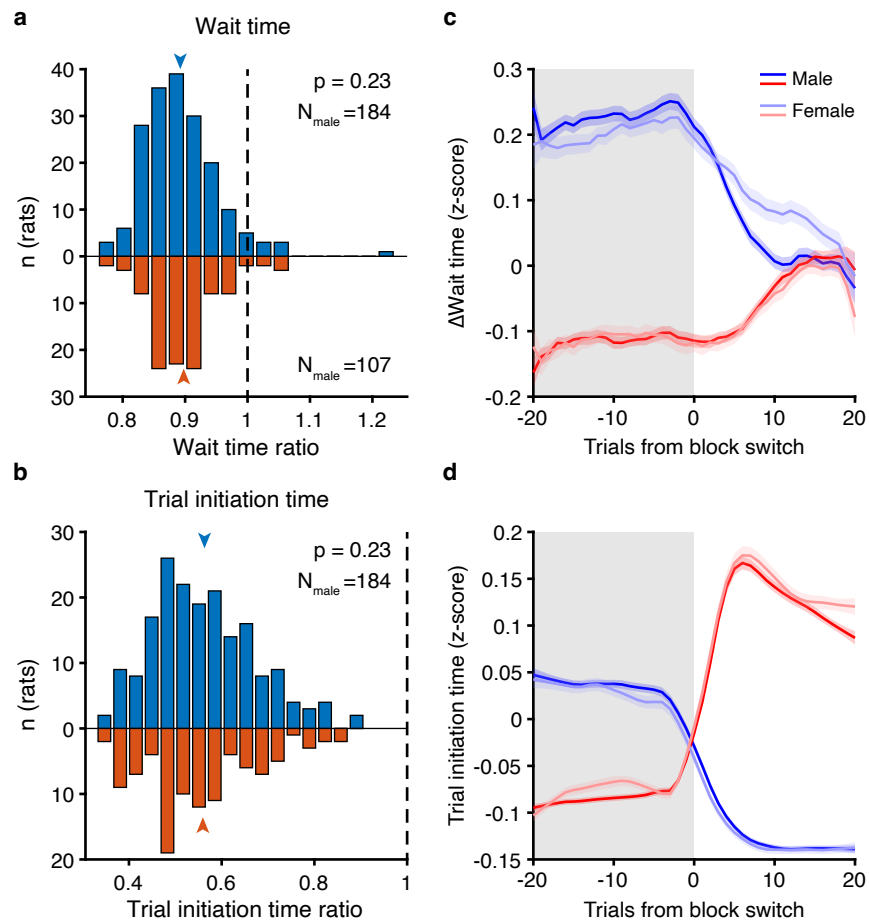 a
Wait time
40
30
20
10
0
10
20
30
n (rats)
p = 0.23
N_male=184
N_male=107
0.8 0.9 1 1.1 1.2
Wait time ratio
b
Trial initiation time
30
20
10
0
10
20
n (rats)
p = 0.23
N_male=184
0.4 0.6 0.8 1
Trial initiation time ratio
c
0.3
0.2
0.1
0
-0.1
-0.2
ΔWait time (z-score)
Male
Female
-20 -10 0 10 20
Trials from block switch
d
0.2
0.15
0.1
0.05
0
-0.05
-0.1
-0.15
Trial initiation time (z-score)
-20 -10 0 10 20
Trials from block switch